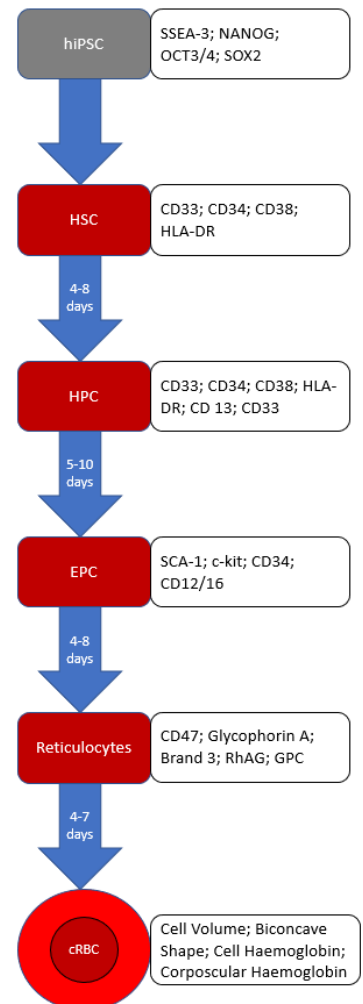 hiPSC
SSEA-3; NANOG;
OCT3/4; SOX2
HSC
CD33; CD34; CD38;
HLA-DR
4-8
days
HPC
CD33; CD34; CD38; HLA-
DR; CD 13; CD33
5-10
days
EPC
SCA-1; c-kit; CD34;
CD12/16
4-8
days
Reticulocytes
CD47; Glycophorin A;
Brand 3; RhAG; GPC
4-7
days
cRBC
Cell Volume; Biconcave
Shape; Cell Haemoglobin;
Corposcular Haemoglobin